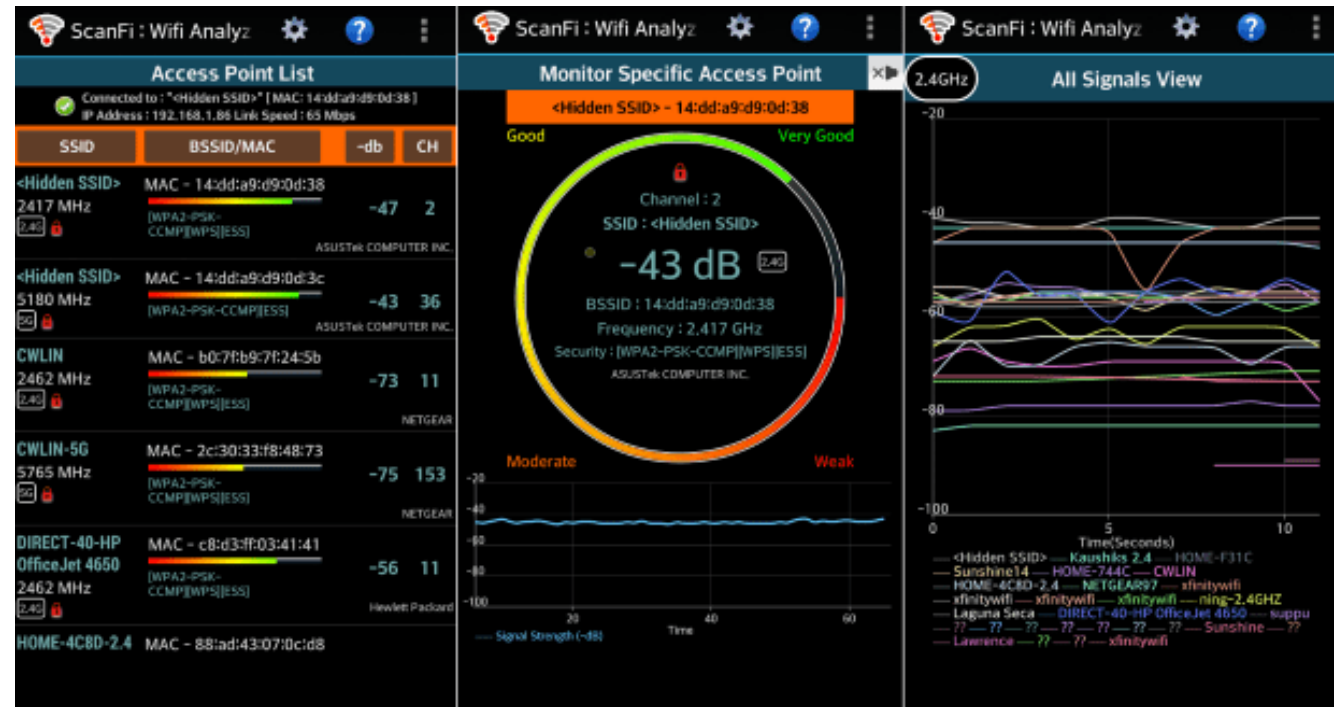 ScanFi : Wifi Analyz
Access Point List
Connected to : "<Hidden SSID>" [ MAC: 14:dd:a9:d9:0d:38 ]
IP Address : 192.168.1.86 Link Speed : 65 Mbps
SSID BSSID/MAC -db CH
<Hidden SSID> MAC - 14:dd:a9:d9:0d:38
2417 MHz
[WPA2-PSK-
CCMP][WPS][ESS]
-47 2
2.4G
ASUSTek COMPUTER INC.
<Hidden SSID> MAC - 14:dd:a9:d9:0d:3c
5180 MHz
[WPA2-PSK-CCMP][ESS]
-43 36
5G
ASUSTek COMPUTER INC.
CWLIN MAC - b0:7f:b9:7f:24:5b
2462 MHz
[WPA2-PSK-
CCMP][WPS][ESS]
-73 11
2.4G
NETGEAR
CWLIN-5G MAC - 2c:30:33:f8:48:73
5765 MHz
[WPA2-PSK-
CCMP][WPS][ESS]
-75 153
5G
NETGEAR
DIRECT-40-HP MAC - c8:d3:ff:03:41:41
OfficeJet 4650
[WPA2-PSK-
CCMP][WPS][ESS]
-56 11
2462 MHz
2.4G
Hewlett Packard
HOME-4C8D-2.4 MAC - 88:ad:43:07:0c:d8
ScanFi : Wifi Analyz
Monitor Specific Access Point
<Hidden SSID> - 14:dd:a9:d9:0d:38
Good Very Good
Channel : 2
SSID : <Hidden SSID>
-43 dB 2.4G
BSSID : 14:dd:a9:d9:0d:38
Frequency : 2.417 GHz
Security : [WPA2-PSK-CCMP][WPS][ESS]
ASUSTek COMPUTER INC.
Moderate Weak
-20
-40
-60
-80
-100
20 40 60
Time
Signal Strength (-dB)
ScanFi : Wifi Analyz
2.4GHz All Signals View
-20
-40
-60
-80
-100
0 5 10
Time(Seconds)
<Hidden SSID> Kaushiks 2.4 HOME-F31C
Sunshine14 HOME-744C CWLIN
HOME-4C8D-2.4 NETGEAR97 xfinitywifi
xfinitywifi xfinitywifi xfinitywifi ning-2.4GHZ
Laguna Seca DIRECT-40-HP OfficeJet 4650 suppu
?? ?? ?? ?? ?? ?? ?? Sunshine ??
Lawrence ?? ?? xfinitywifi